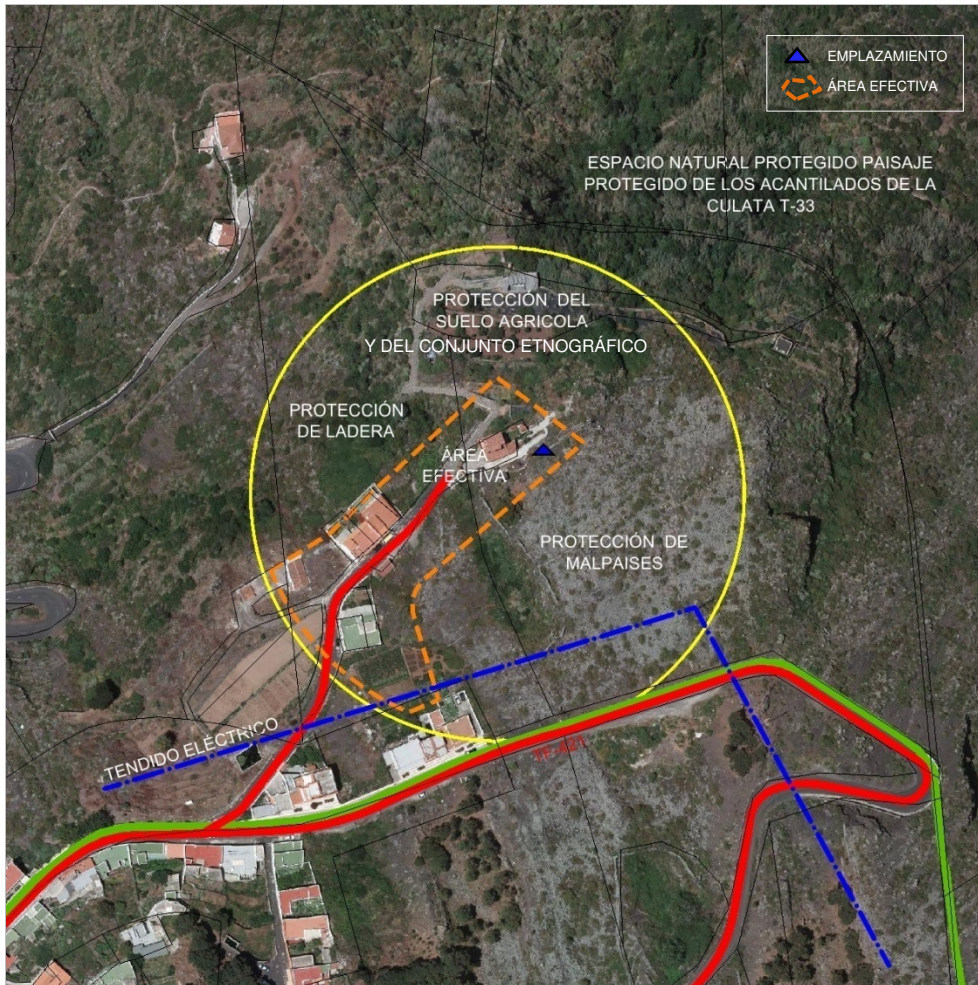 EMPLAZAMIENTO
ÁREA EFECTIVA
ESPACIO NATURAL PROTEGIDO PAISAJE
PROTEGIDO DE LOS ACANTILADOS DE LA
CULATA T-33
PROTECCIÓN DEL
SUELO AGRICOLA
Y DEL CONJUNTO ETNOGRÁFICO
PROTECCIÓN
DE LADERA
ÁREA
EFECTIVA
PROTECCIÓN DE
MALPAISES
TENDIDO ELÉCTRICO
TF-421